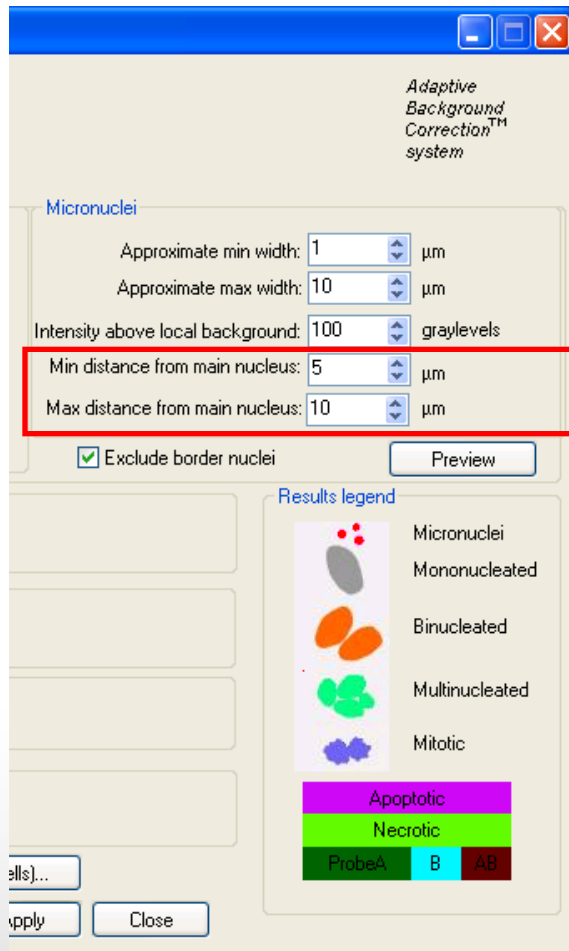 Adaptive
Background
Correction™
system
Micronuclei
Approximate min width: 1 µm
Approximate max width: 10 µm
Intensity above local background: 100 graylevels
Min distance from main nucleus: 5 µm
Max distance from main nucleus: 10 µm
Exclude border nuclei Preview
Results legend
Micronuclei
Mononucleated
Binucleated
Multinucleated
Mitotic
Apoptotic
Necrotic
ProbeA B AB
ells)...
Apply Close